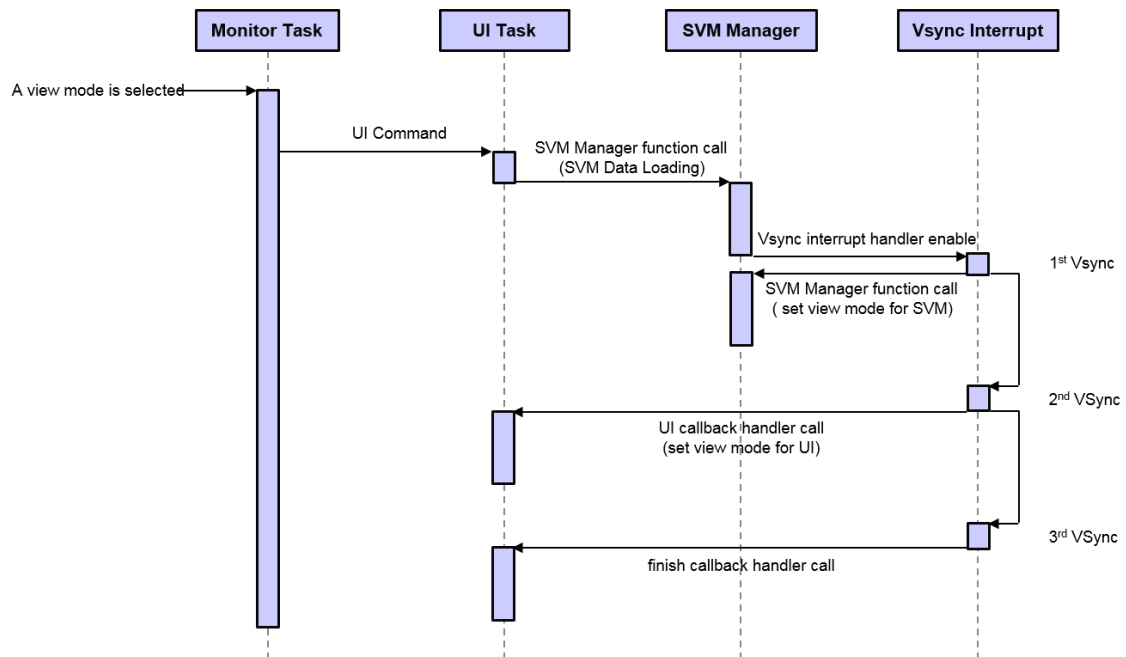 Monitor Task
UI Task
SVM Manager
Vsync Interrupt
A view mode is selected
UI Command
SVM Manager function call
(SVM Data Loading)
Vsync interrupt handler enable
1st Vsync
SVM Manager function call
( set view mode for SVM)
2nd VSync
UI callback handler call
(set view mode for UI)
3rd VSync
finish callback handler call